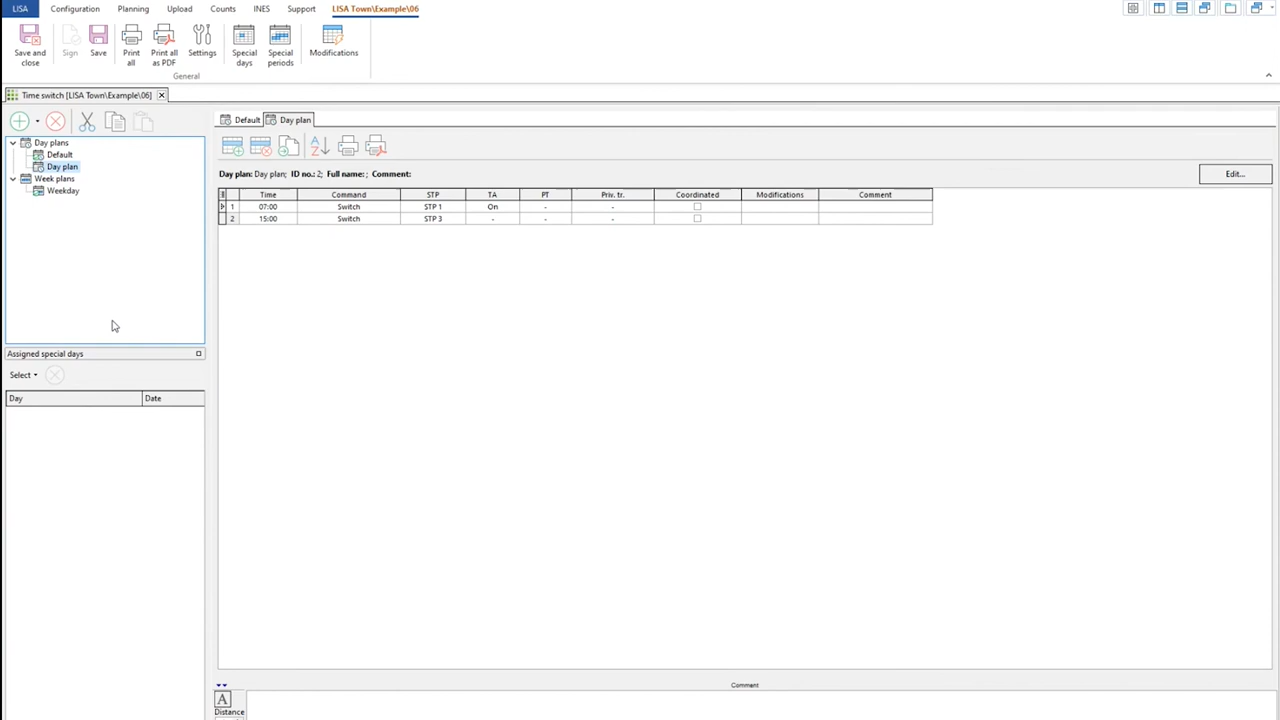 LISA Configuration Planning Upload Counts INES Support LISA Town\Example\06
Save and close Sign Save Print all Print all as PDF Settings Special days Special periods Modifications
General
Time switch [LISA Town\Example\06]
Default Day plan
Day plans
Default
Day plan
Week plans
Weekday
Day plan: Day plan; ID no.: 2; Full name: ; Comment:
Edit...
Time Command STP TA PT Priv. tr. Coordinated Modifications Comment
1 07:00 Switch STP 1 On - -
2 15:00 Switch STP 3 - - -
Assigned special days
Select
Day Date
Comment
A
Distance